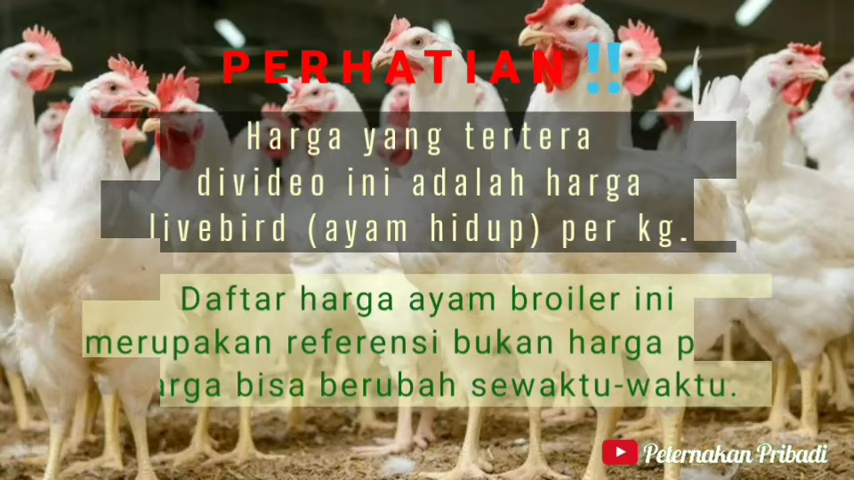 PERHATIAN‼
Harga yang tertera
divideo ini adalah harga
livebird (ayam hidup) per kg.
Daftar harga ayam broiler ini
merupakan referensi bukan harga
bisa berubah sewaktu-waktu.
Peternakan Pribadi